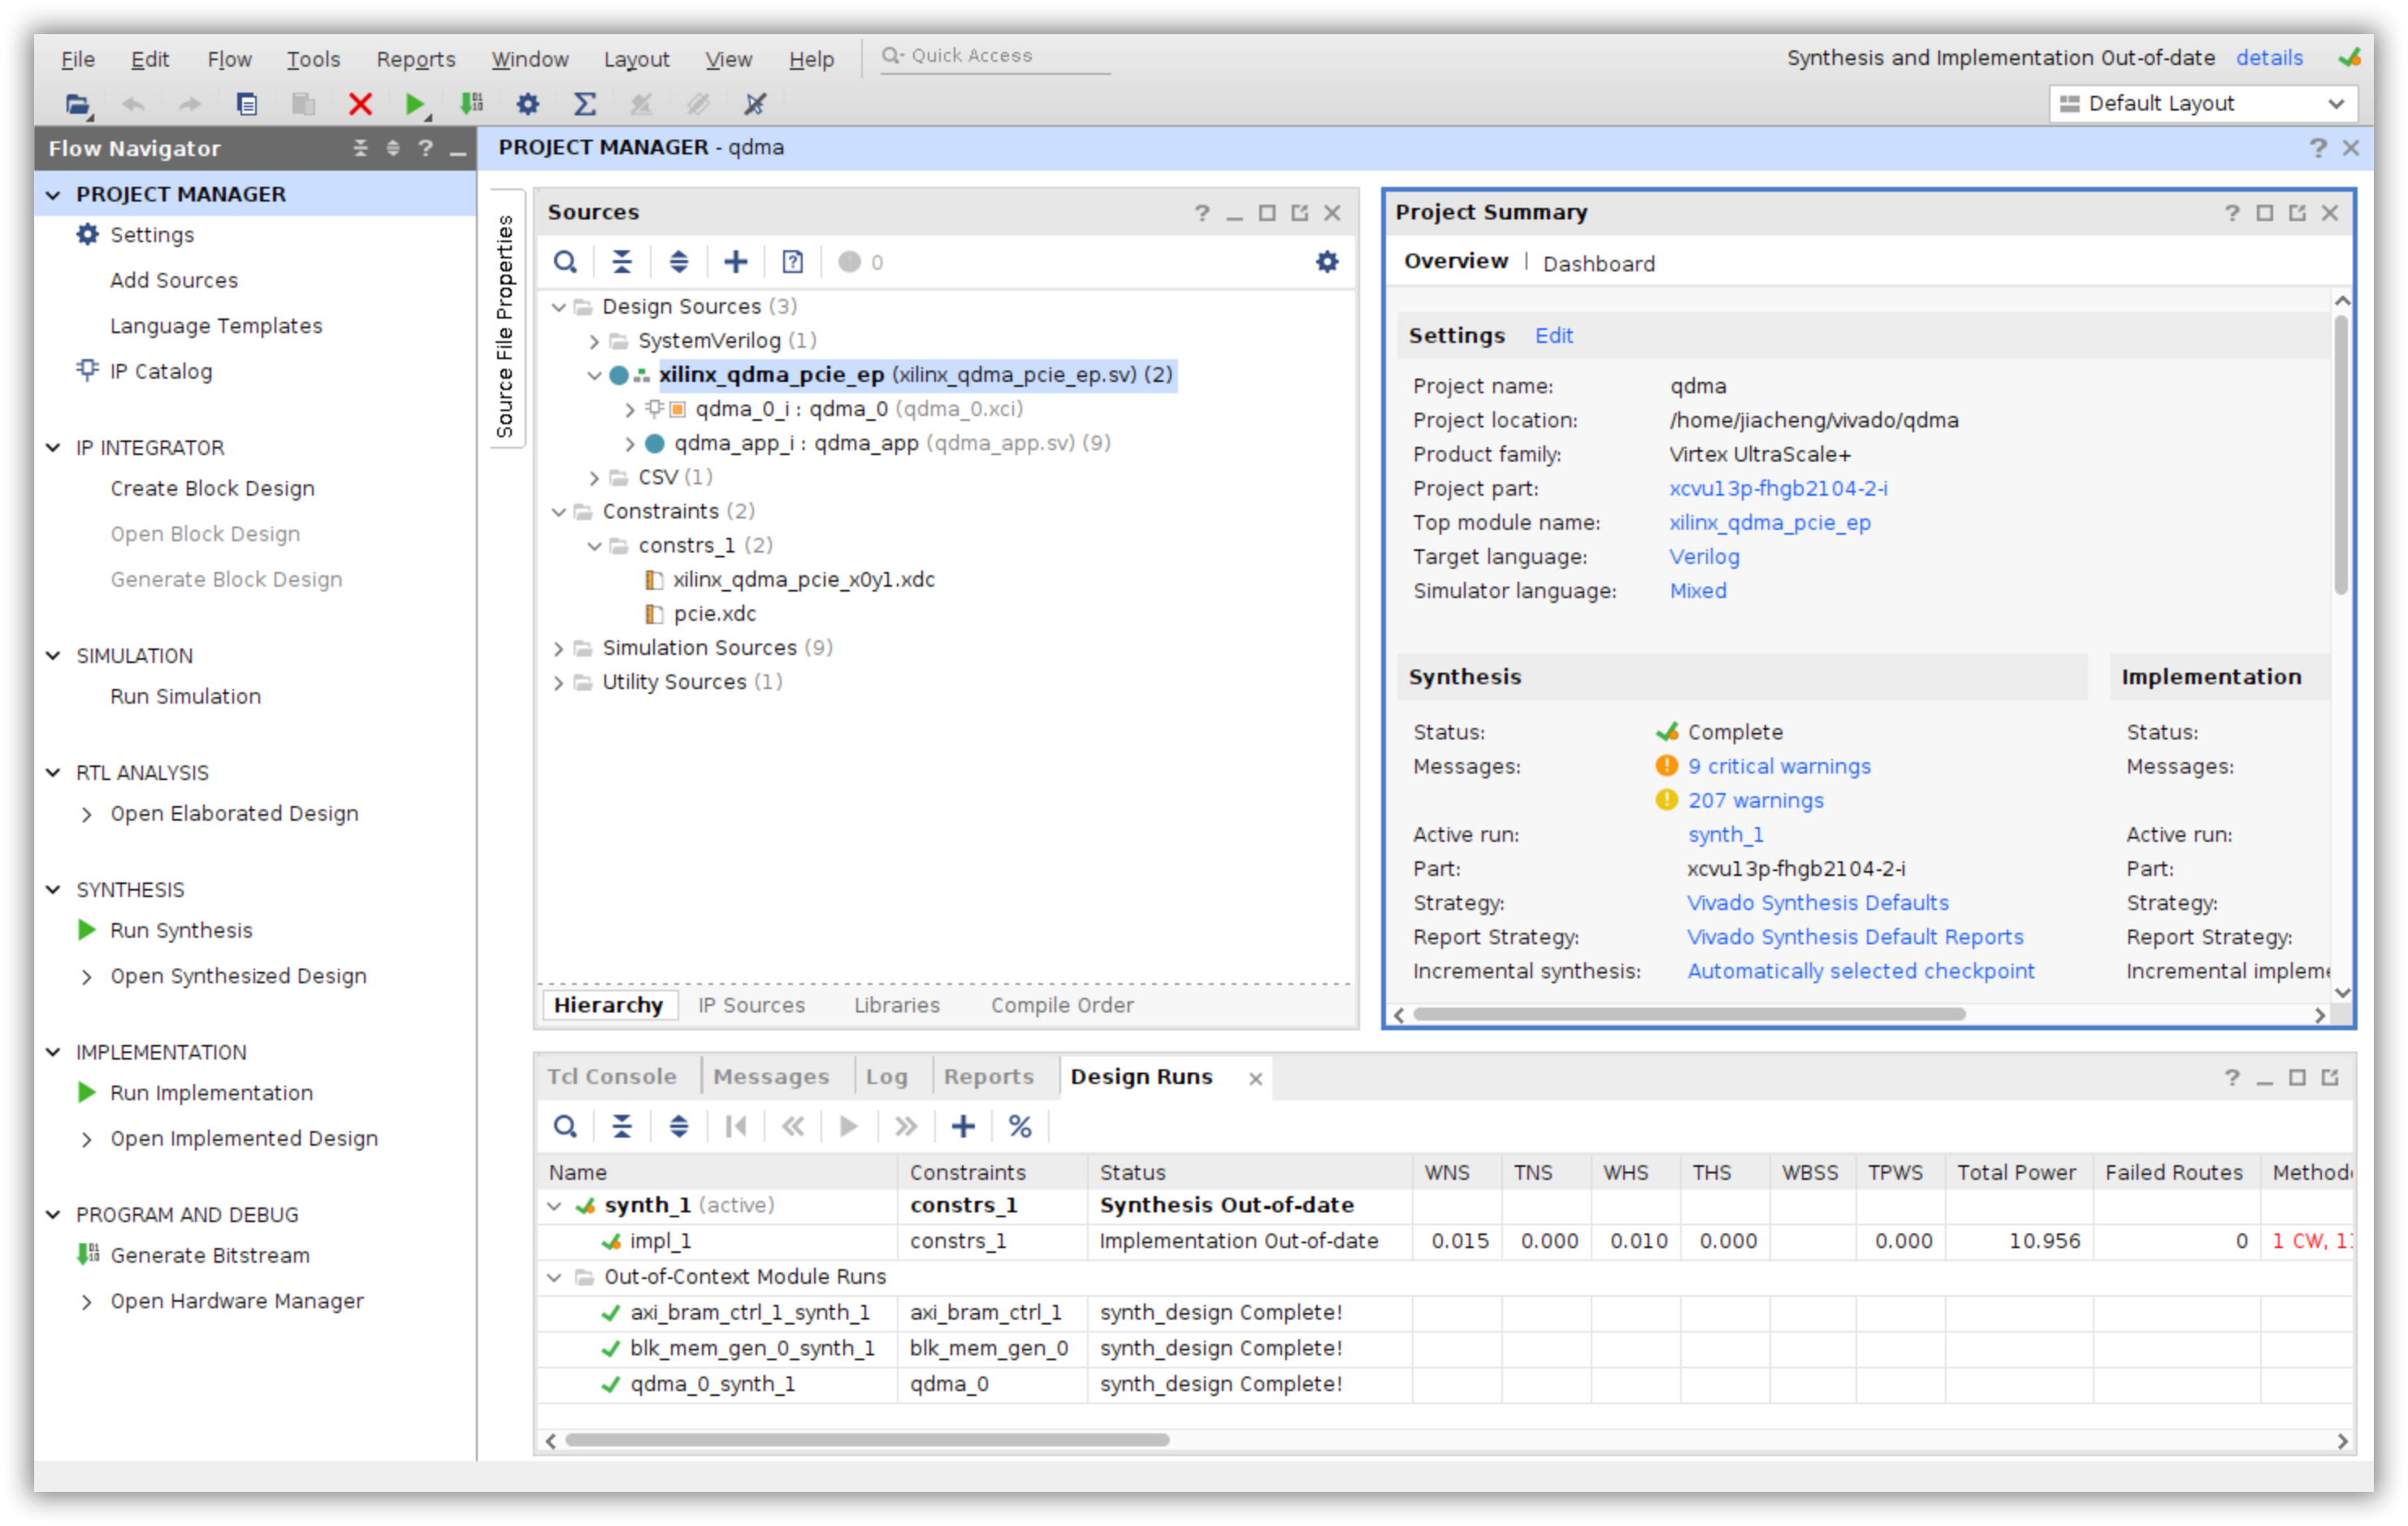 File Edit Flow Tools Reports Window Layout View Help Quick Access Synthesis and Implementation Out-of-date details
Default Layout
Flow Navigator ? _
PROJECT MANAGER - qdma ?
PROJECT MANAGER
Settings
Add Sources
Language Templates
IP Catalog
IP INTEGRATOR
Create Block Design
Open Block Design
Generate Block Design
SIMULATION
Run Simulation
RTL ANALYSIS
Open Elaborated Design
SYNTHESIS
Run Synthesis
Open Synthesized Design
IMPLEMENTATION
Run Implementation
Open Implemented Design
PROGRAM AND DEBUG
Generate Bitstream
Open Hardware Manager
Source File Properties
Sources
0
Design Sources (3)
SystemVerilog (1)
xilinx_qdma_pcie_ep (xilinx_qdma_pcie_ep.sv) (2)
qdma_0_i : qdma_0 (qdma_0.xci)
qdma_app_i : qdma_app (qdma_app.sv) (9)
CSV (1)
Constraints (2)
constrs_1 (2)
xilinx_qdma_pcie_x0y1.xdc
pcie.xdc
Simulation Sources (9)
Utility Sources (1)
Hierarchy IP Sources Libraries Compile Order
Project Summary
Overview | Dashboard
Settings Edit
Project name: qdma
Project location: /home/jiacheng/vivado/qdma
Product family: Virtex UltraScale+
Project part: xcvu13p-fhgb2104-2-i
Top module name: xilinx_qdma_pcie_ep
Target language: Verilog
Simulator language: Mixed
Synthesis Implementation
Status: Complete Status:
Messages: 9 critical warnings Messages:
207 warnings
Active run: synth_1 Active run:
Part: xcvu13p-fhgb2104-2-i Part:
Strategy: Vivado Synthesis Defaults Strategy:
Report Strategy: Vivado Synthesis Default Reports Report Strategy:
Incremental synthesis: Automatically selected checkpoint Incremental impleme
Tcl Console Messages Log Reports Design Runs
Name Constraints Status WNS TNS WHS THS WBSS TPWS Total Power Failed Routes Methodo
synth_1 (active) constrs_1 Synthesis Out-of-date
impl_1 constrs_1 Implementation Out-of-date 0.015 0.000 0.010 0.000 0.000 10.956 0 1 CW, 1
Out-of-Context Module Runs
axi_bram_ctrl_1_synth_1 axi_bram_ctrl_1 synth_design Complete!
blk_mem_gen_0_synth_1 blk_mem_gen_0 synth_design Complete!
qdma_0_synth_1 qdma_0 synth_design Complete!